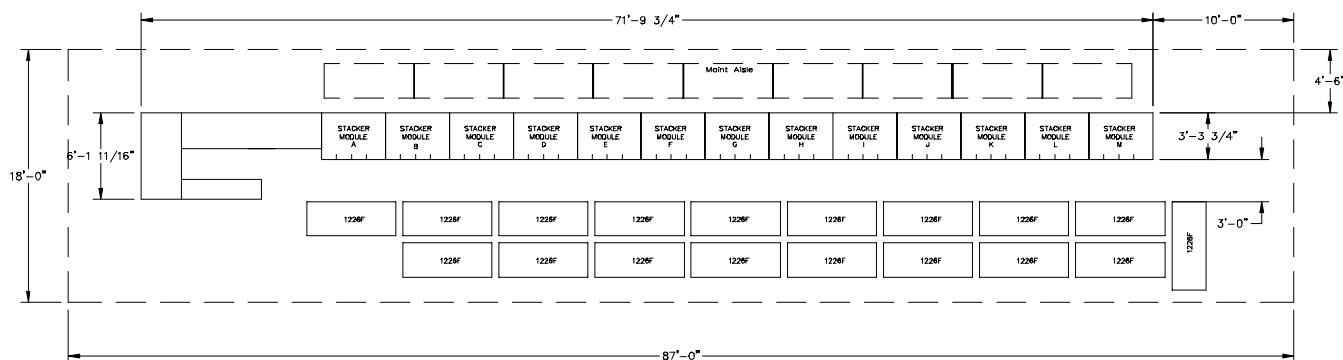 71'-9 3/4"
10'-0"
Maint Aisle
4'-6"
STACKER MODULE A
STACKER MODULE B
STACKER MODULE C
STACKER MODULE D
STACKER MODULE E
STACKER MODULE F
STACKER MODULE G
STACKER MODULE H
STACKER MODULE I
STACKER MODULE J
STACKER MODULE K
STACKER MODULE L
STACKER MODULE M
3'-3 3/4"
6'-1 11/16"
18'-0"
1226F
1226F
1226F
1226F
1226F
1226F
1226F
1226F
1226F
3'-0"
1226F
1226F
1226F
1226F
1226F
1226F
1226F
1226F
1226F
87'-0"